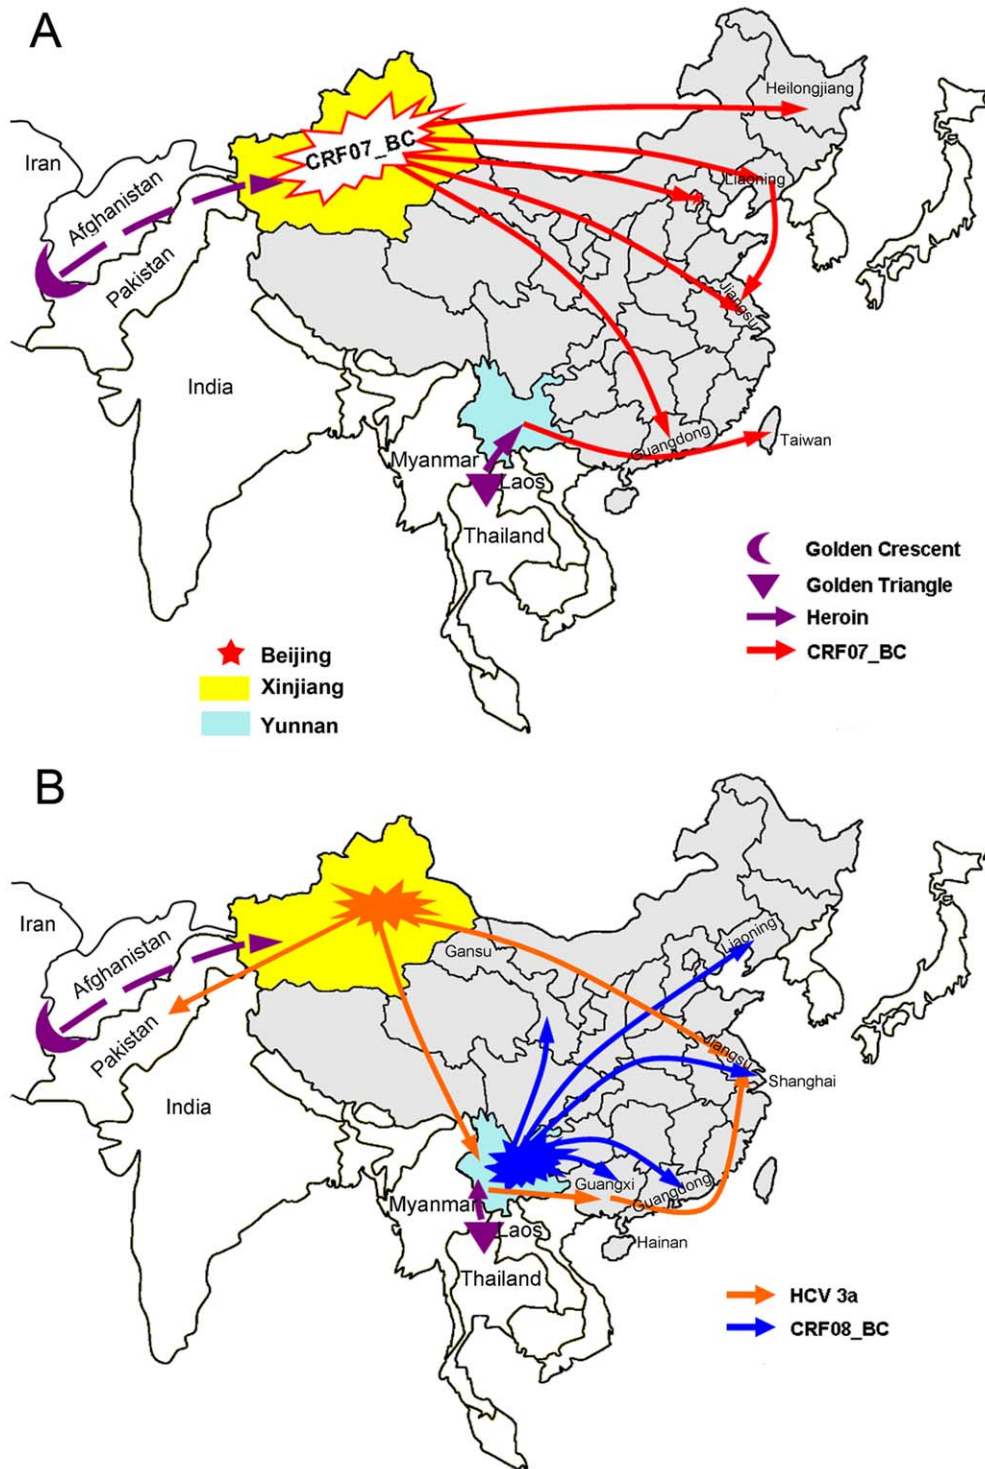 A
Heilongjiang
CRF07_BC
Iran
Liaoning
Afghanistan
Pakistan
Jiangsu
India
Guangdong
Taiwan
Myanmar
Laos
Thailand
Golden Crescent
Golden Triangle
Heroin
CRF07_BC
Beijing
Xinjiang
Yunnan
B
Iran
Liaoning
Afghanistan
Gansu
Pakistan
Jiangsu
Shanghai
India
Guangxi
Guangdong
Myanmar
Laos
Hainan
Thailand
HCV 3a
CRF08_BC